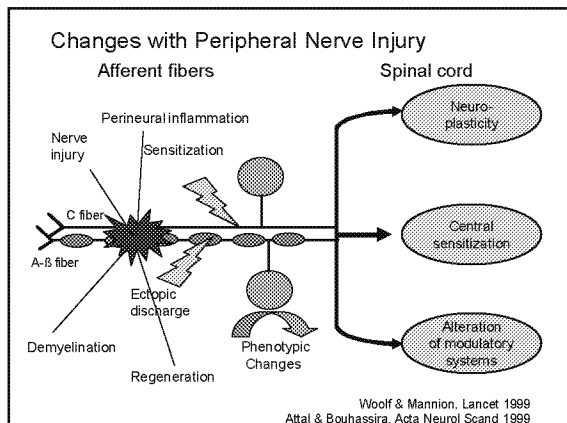 Changes with Peripheral Nerve Injury
Afferent fibers
Spinal cord
Perineural inflammation
Nerve
injury
Sensitization
C fiber
A-ß fiber
Ectopic
discharge
Demyelination
Regeneration
Phenotypic
Changes
Neuro-
plasticity
Central
sensitization
Alteration
of modulatory
systems
Woolf & Mannion, Lancet 1999
Attal & Bouhassira, Acta Neurol Scand 1999